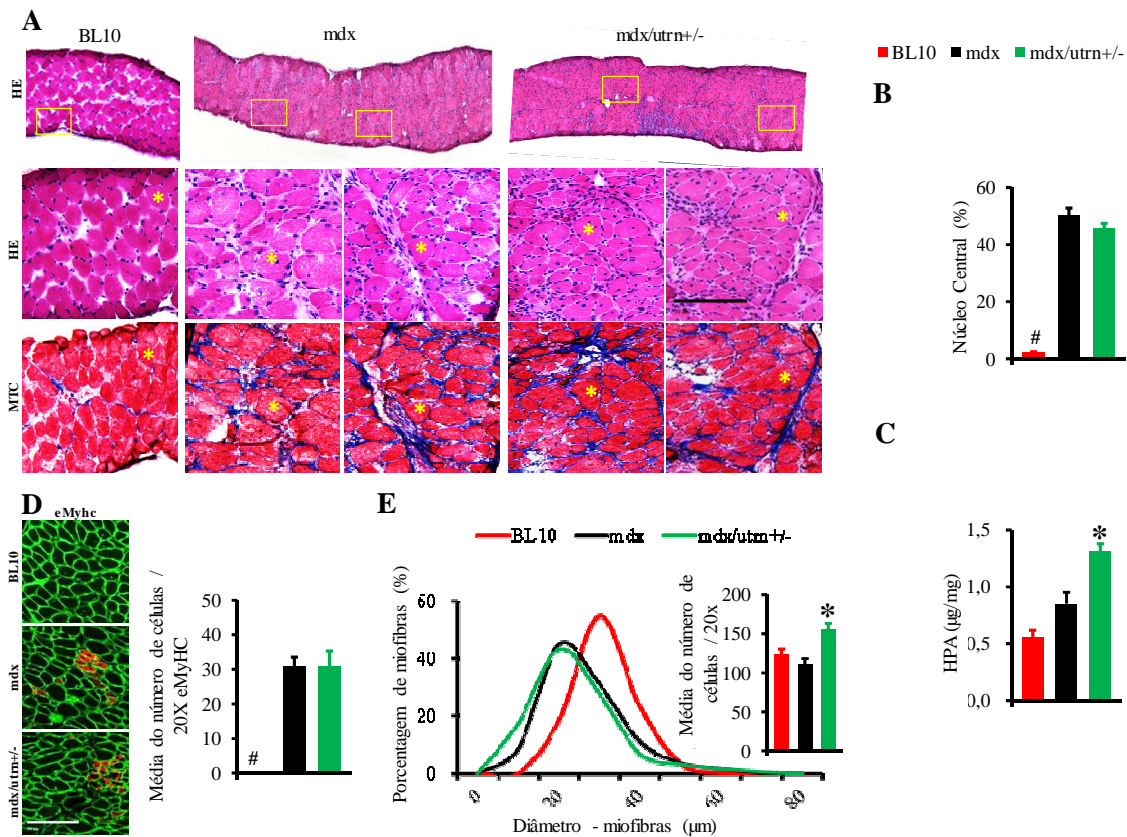 A
BL10
mdx
mdx/utrn+/-
HE
HE
MTC
*
*
*
*
*
*
*
*
*
*
BL10 mdx mdx/utrn+/-
B
Núcleo Central (%)
60
40
20
0
#
C
HPA (µg/mg)
1,5
1,0
0,5
0,0
*
D
eMyhc
BL10
mdx
mdx/utrn+/-
Média do número de células /
20X eMyHC
50
40
30
20
10
0
#
E
BL10 mdx mdx/utrn+/-
Porcentagem de miofibras (%)
60
40
20
0
0 20 40 60 80
Diâmetro - miofibras (µm)
Média do número de
células / 20x
200
150
100
50
0
*